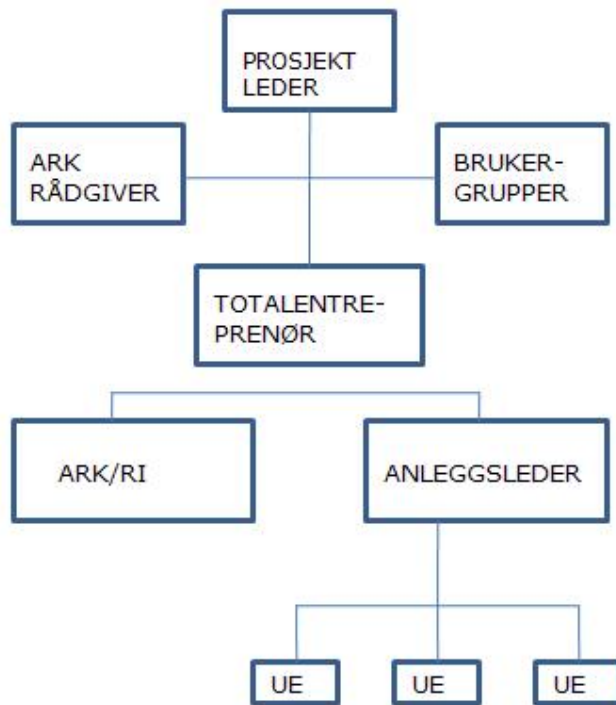 PROSJEKT
LEDER
ARK
RÅDGIVER
BRUKER-
GRUPPER
TOTALENTRE-
PRENØR
ARK/RI
ANLEGGSLEDER
UE
UE
UE